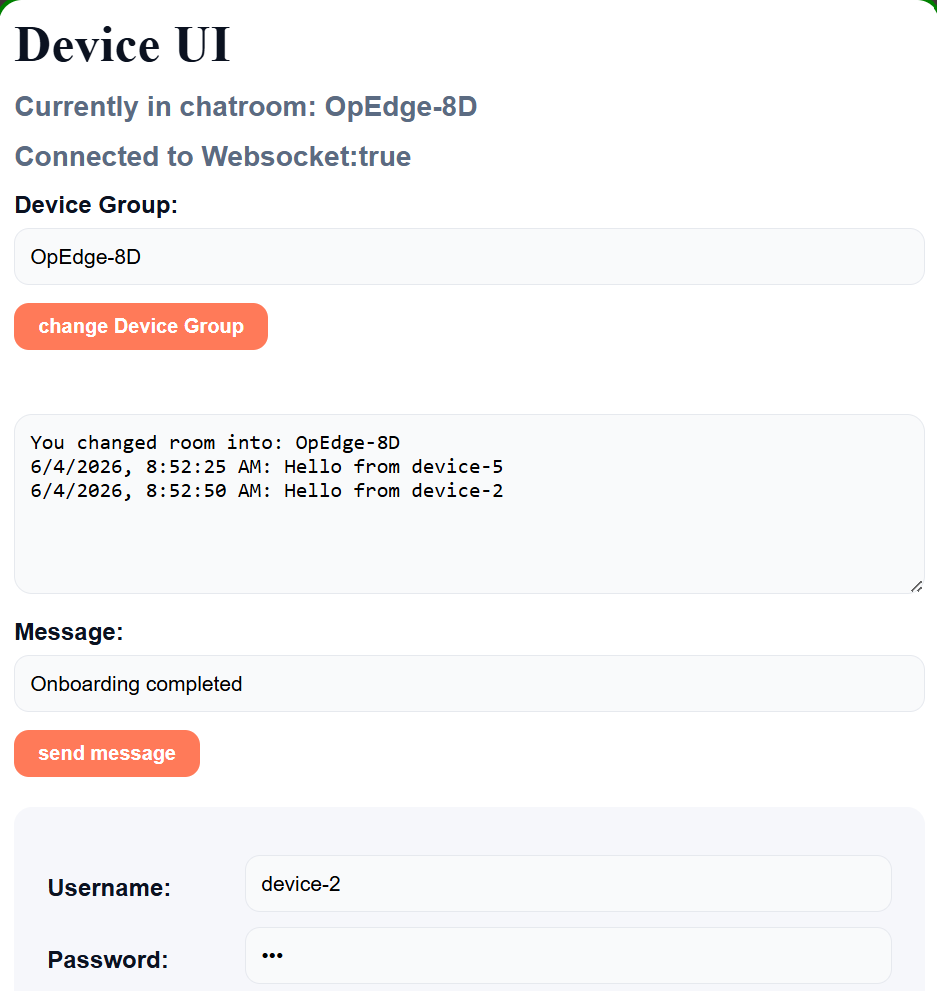 Device UI
Currently in chatroom: OpEdge-8D
Connected to Websocket:true
Device Group:
OpEdge-8D
change Device Group
You changed room into: OpEdge-8D
6/4/2026, 8:52:25 AM: Hello from device-5
6/4/2026, 8:52:50 AM: Hello from device-2
Message:
Onboarding completed
send message
Username:
device-2
Password:
•••